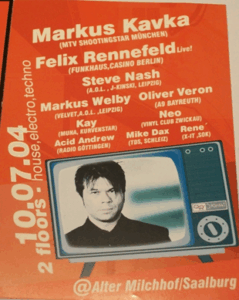 Markus Kavka
(MTV SHOOTINGSTAR MÜNCHEN)
Felix Rennefeld Live!
(FUNKHAUS, CASINO BERLIN)
Steve Nash
(A.O.L., J-KINSKI, LEIPZIG)
Markus Welby
(VELVET, A.O.L., LEIPZIG)
Oliver Veron
(A9 BAYREUTH)
Kay
(MUNA, KURVENSTAR)
Neo
(VINYL CLUB ZWICKAU)
Acid Andrew
(RADIO GÖTTINGEN)
Mike Dax
(TBS, SCHLEIZ)
Rene
10.07.04
2 floors · house,electro,techno
@Alter Milchhof/Saalburg